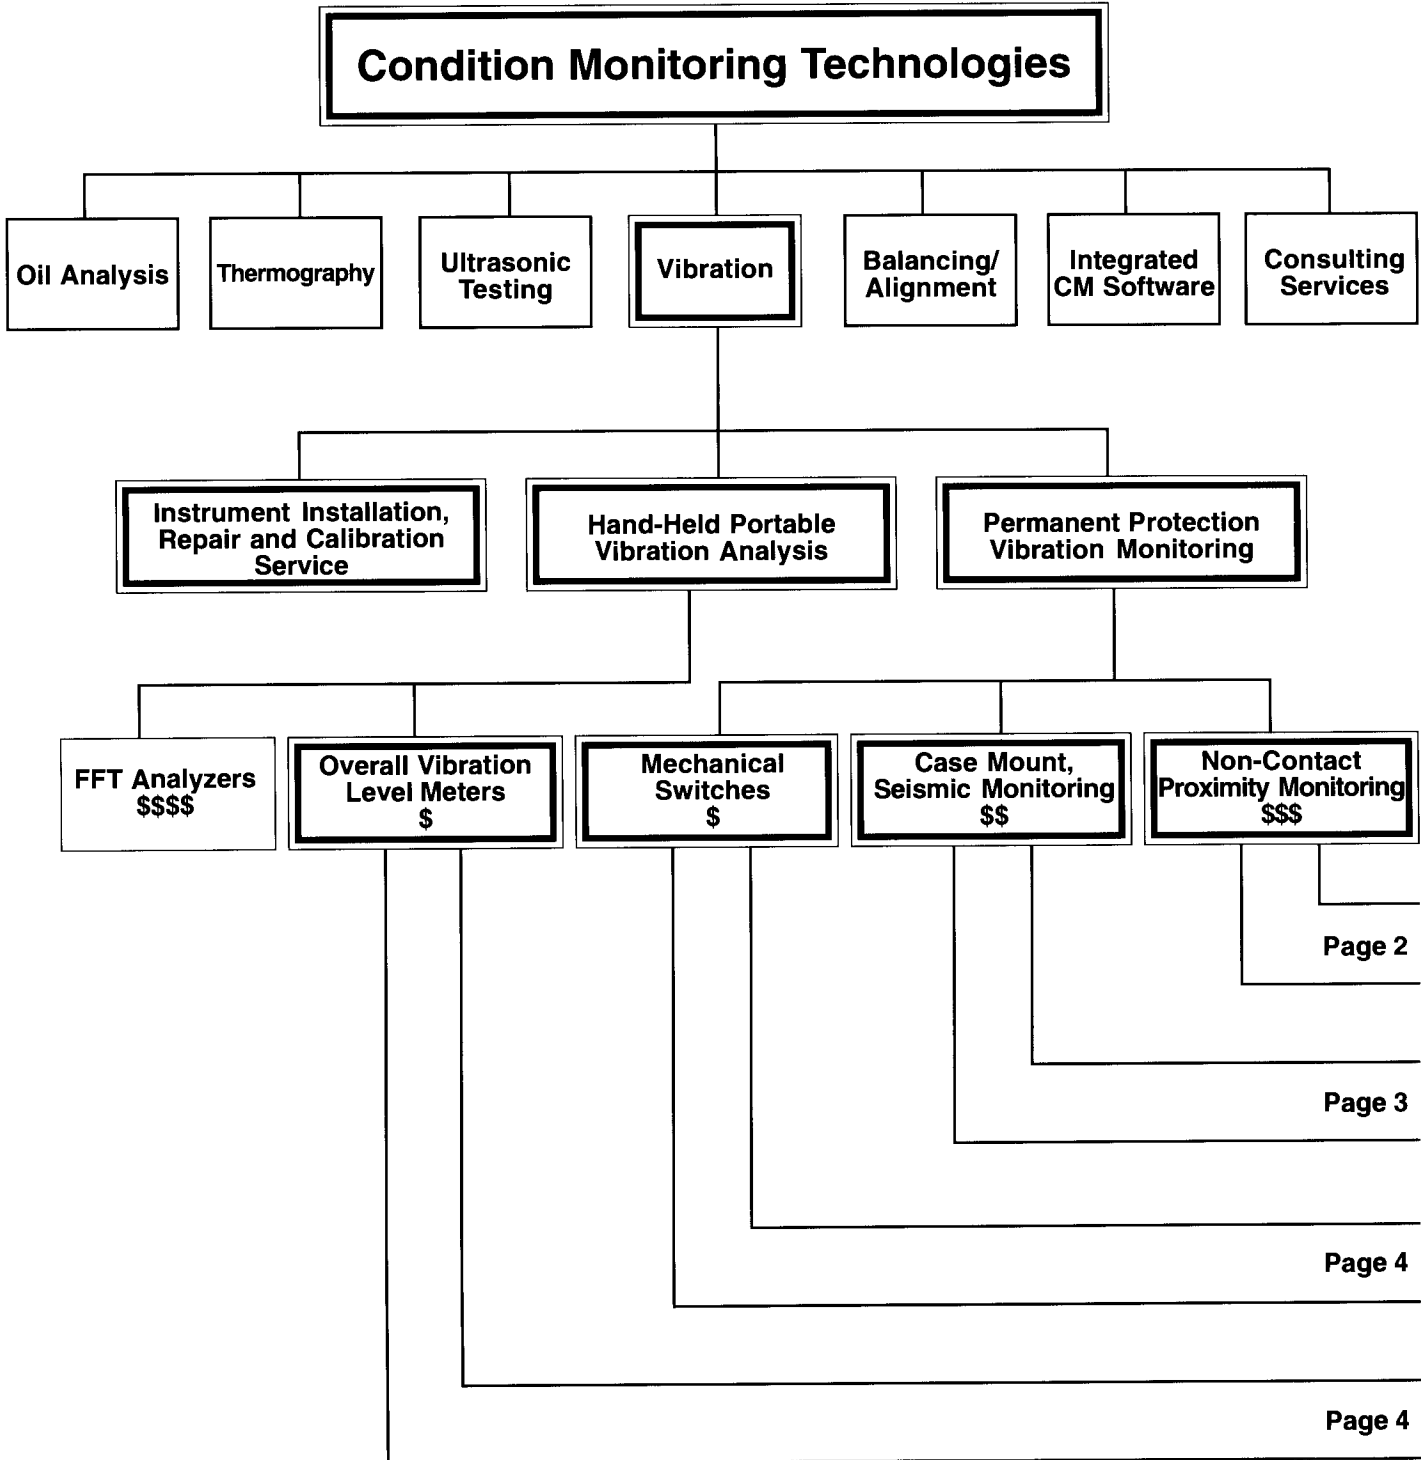 Condition Monitoring Technologies
Oil Analysis
Thermography
Ultrasonic
Testing
Vibration
Balancing/
Alignment
Integrated
CM Software
Consulting
Services
Instrument Installation,
Repair and Calibration
Service
Hand-Held Portable
Vibration Analysis
Permanent Protection
Vibration Monitoring
FFT Analyzers
$$$$
Overall Vibration
Level Meters
$
Mechanical
Switches
$
Case Mount,
Seismic Monitoring
$$
Non-Contact
Proximity Monitoring
$$$
Page 2
Page 3
Page 4
Page 4